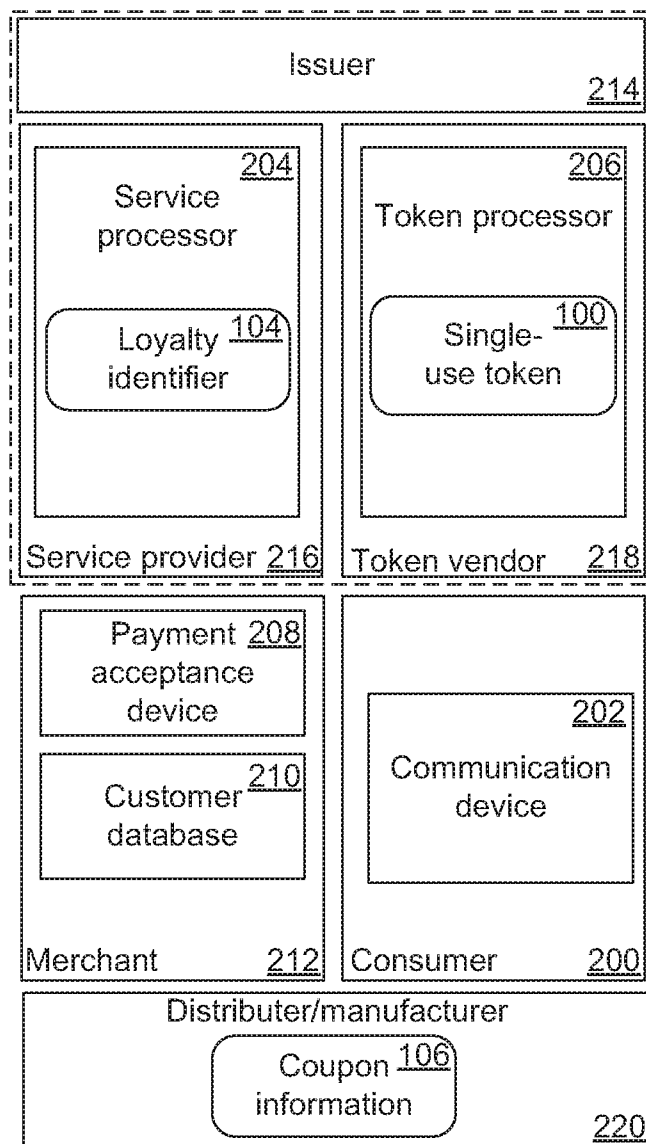 Issuer
214
204
Service
processor
104
Loyalty
identifier
Service provider 216
206
Token processor
100
Single-
use token
Token vendor 218
Payment 208
acceptance
device
210
Customer
database
Merchant 212
202
Communication
device
Consumer 200
Distributer/manufacturer
Coupon 106
information
220